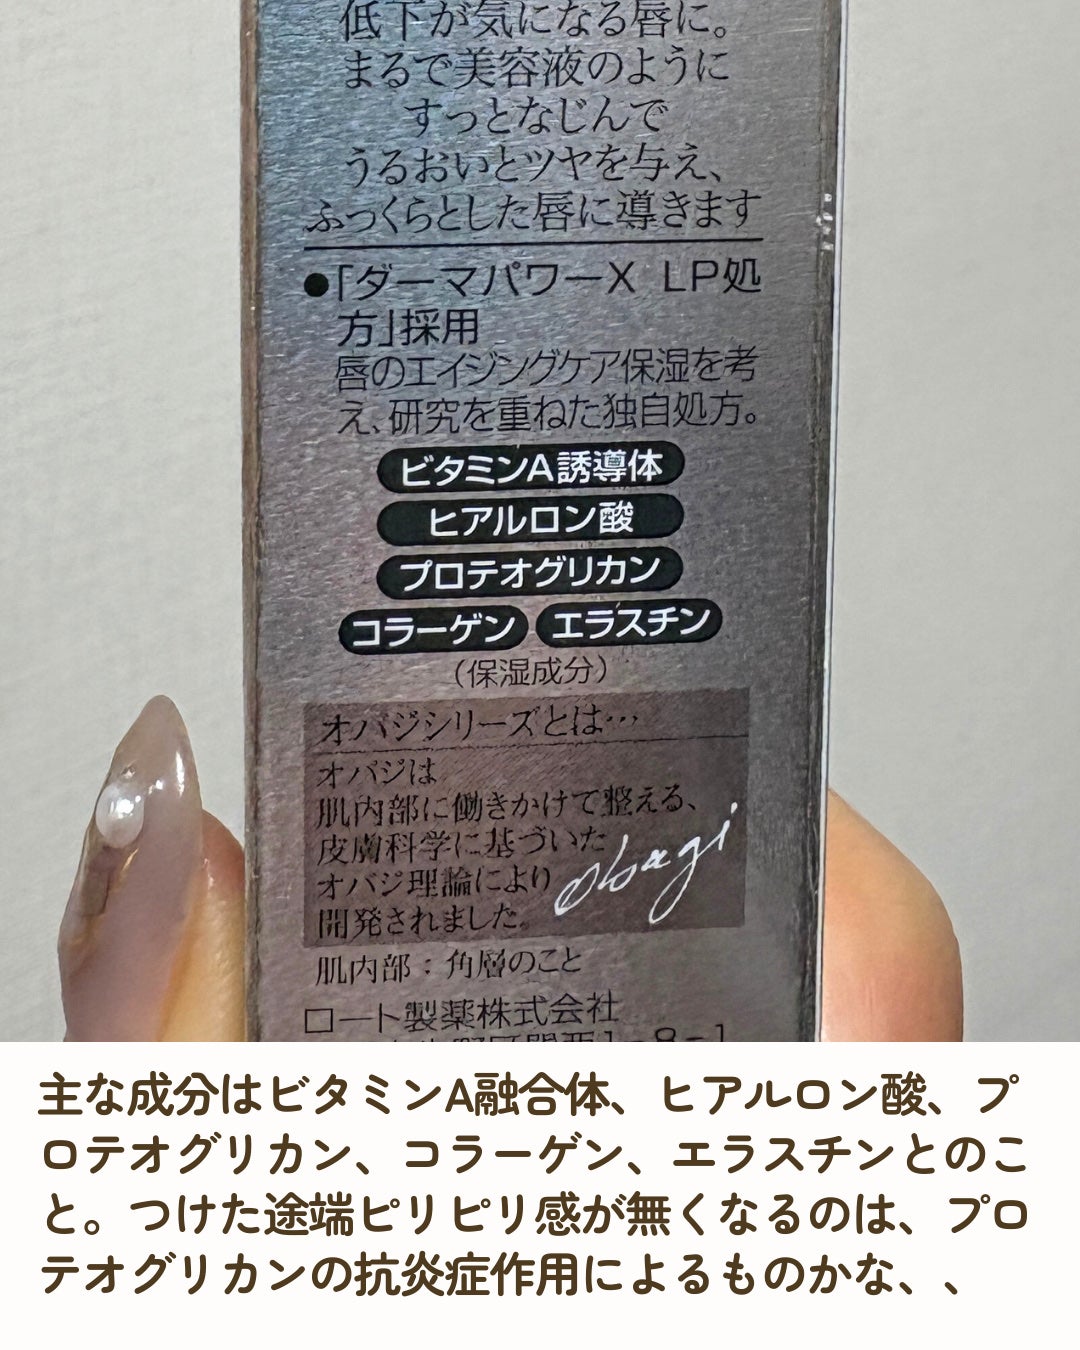 低下が気になる唇に。
まるで美容液のように
すっとなじんで
うるおいとツヤを与え、
ふっくらとした唇に導きます
●「ダーマパワーX LP処
方」採用
唇のエイジングケア保湿を考
え、研究を重ねた独自処方。
ビタミンA誘導体
ヒアルロン酸
プロテオグリカン
コラーゲン エラスチン
(保湿成分)
オバジシリーズとは…
オバジは
肌内部に働きかけて整える、
皮膚科学に基づいた
オバジ理論により
開発されました。
obagi
肌内部：角層のこと
ロート製薬株式会社
主な成分はビタミンA融合体、ヒアルロン酸、プ
ロテオグリカン、コラーゲン、エラスチンとのこ
と。つけた途端ピリピリ感が無くなるのは、プロ
テオグリカンの抗炎症作用によるものかな、、